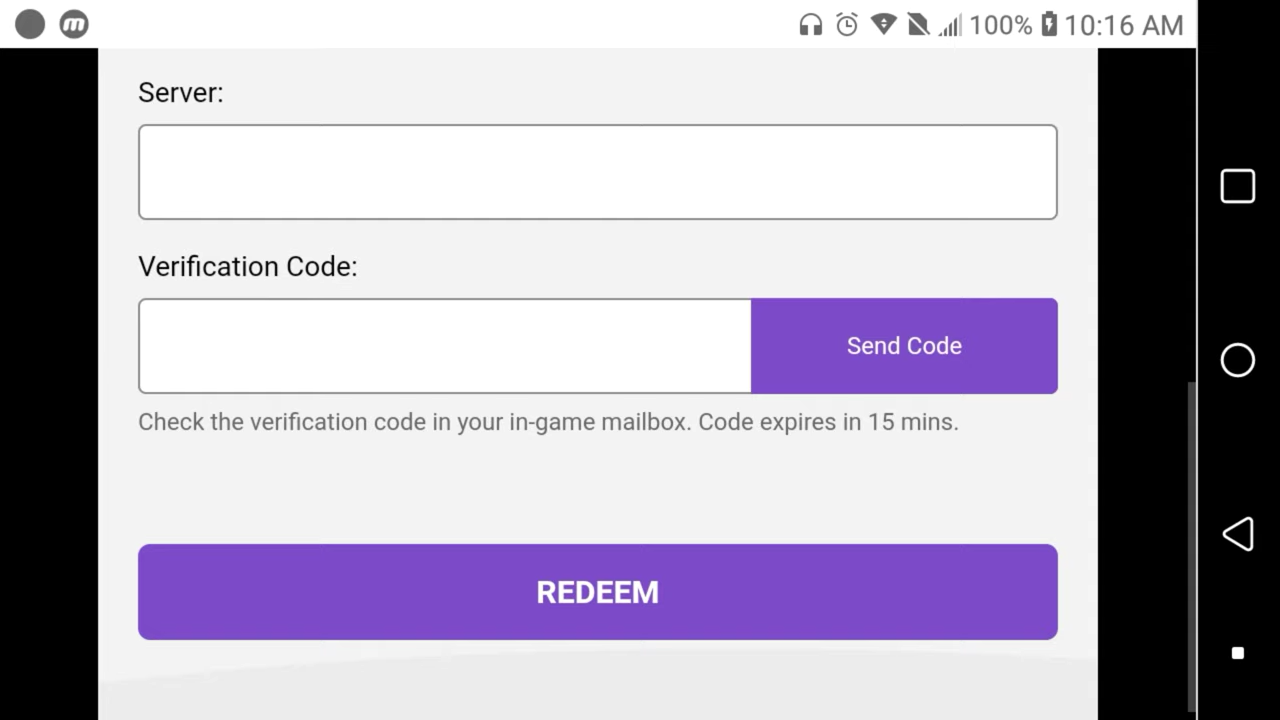 100% 10:16 AM
Server:
Verification Code:
Send Code
Check the verification code in your in-game mailbox. Code expires in 15 mins.
REDEEM